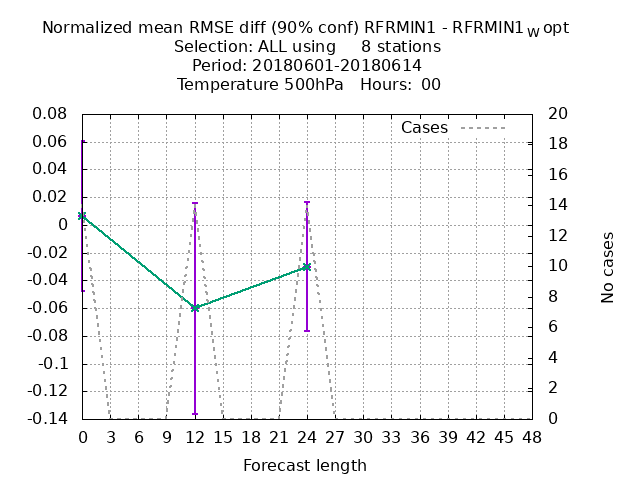 Normalized mean RMSE diff (90% conf) RFRMIN1 - RFRMIN1W opt
Selection: ALL using 8 stations
Period: 20180601-20180614
Temperature 500hPa Hours: 00
Cases
0.08
0.06
0.04
0.02
0
-0.02
-0.04
-0.06
-0.08
-0.1
-0.12
-0.14
20
18
16
14
12
10
8
6
4
2
0
No cases
0 3 6 9 12 15 18 21 24 27 30 33 36 39 42 45 48
Forecast length